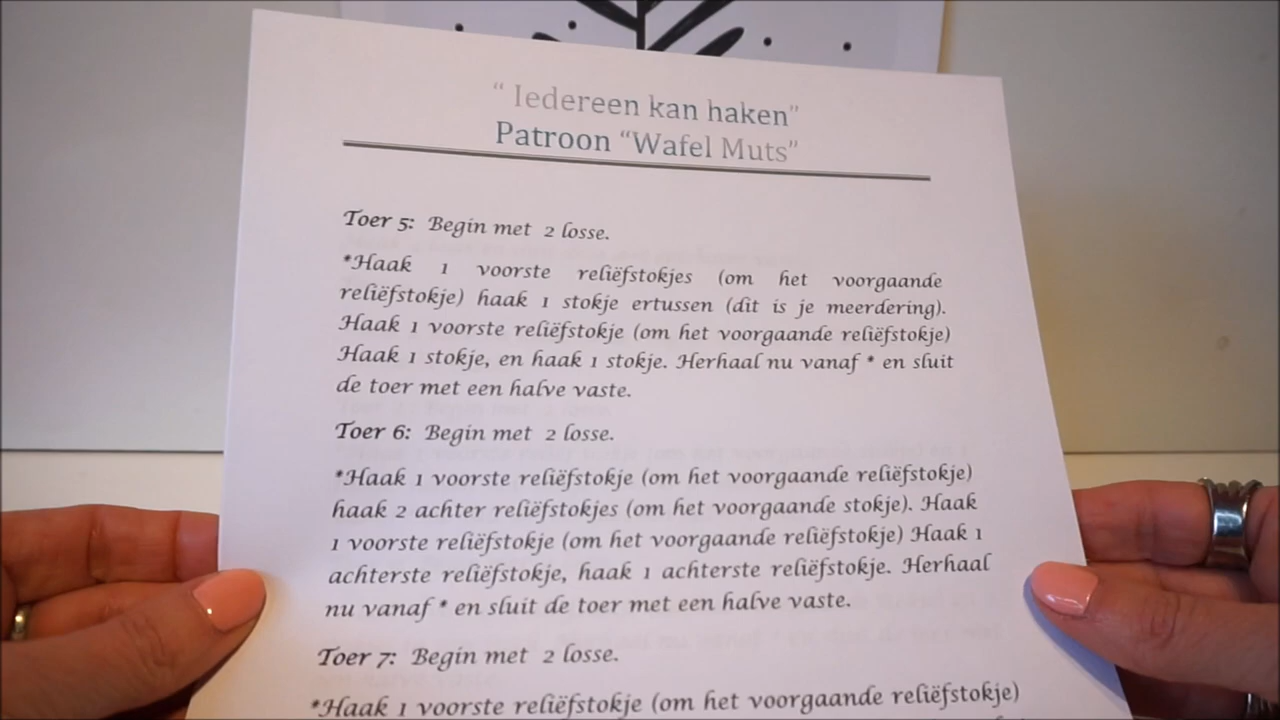 “ Iedereen kan haken”
Patroon “Wafel Muts”
Toer 5: Begin met 2 losse.
*Haak 1 voorste reliëfstokjes (om het voorgaande
reliëfstokje) haak 1 stokje ertussen (dit is je meerdering).
Haak 1 voorste reliëfstokje (om het voorgaande reliëfstokje)
Haak 1 stokje, en haak 1 stokje. Herhaal nu vanaf * en sluit
de toer met een halve vaste.
Toer 6: Begin met 2 losse.
*Haak 1 voorste reliëfstokje (om het voorgaande reliëfstokje)
haak 2 achter reliëfstokjes (om het voorgaande stokje). Haak
1 voorste reliëfstokje (om het voorgaande reliëfstokje) Haak 1
achterste reliëfstokje, haak 1 achterste reliëfstokje. Herhaal
nu vanaf * en sluit de toer met een halve vaste.
Toer 7: Begin met 2 losse.
*Haak 1 voorste reliëfstokje (om het voorgaande reliëfstokje)